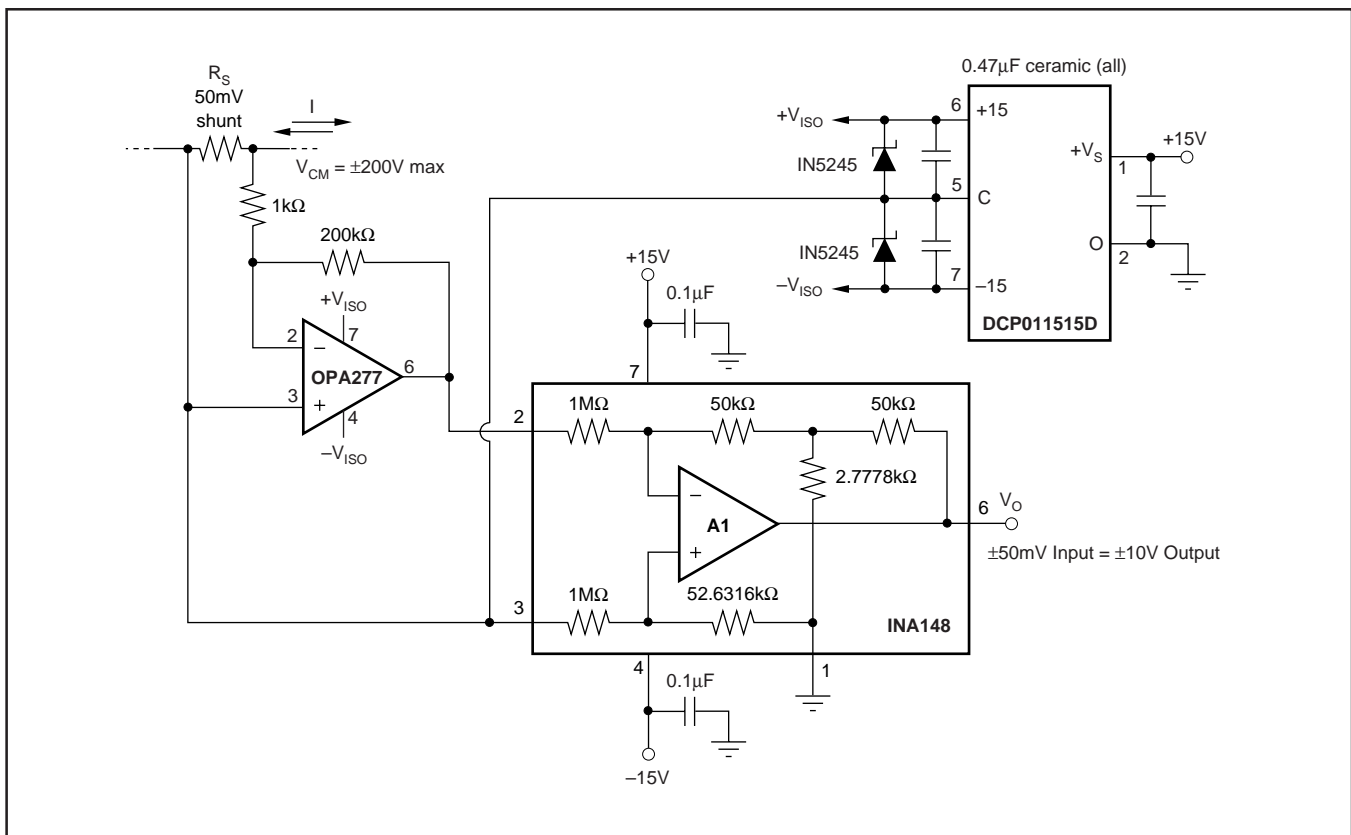 R_S
50mV
shunt
I
V_CM = ±200V max
1kΩ
200kΩ
+V_ISO
7
2
–
OPA277
6
3
+
4
–V_ISO
0.47μF ceramic (all)
+V_ISO
6
+15
IN5245
5
C
IN5245
–V_ISO
7
–15
+V_S
1
+15V
O
2
DCP011515D
+15V
0.1μF
7
2
1MΩ
50kΩ
50kΩ
2.7778kΩ
–
A1
+
6
V_O
±50mV Input = ±10V Output
3
1MΩ
52.6316kΩ
INA148
4
1
0.1μF
–15V